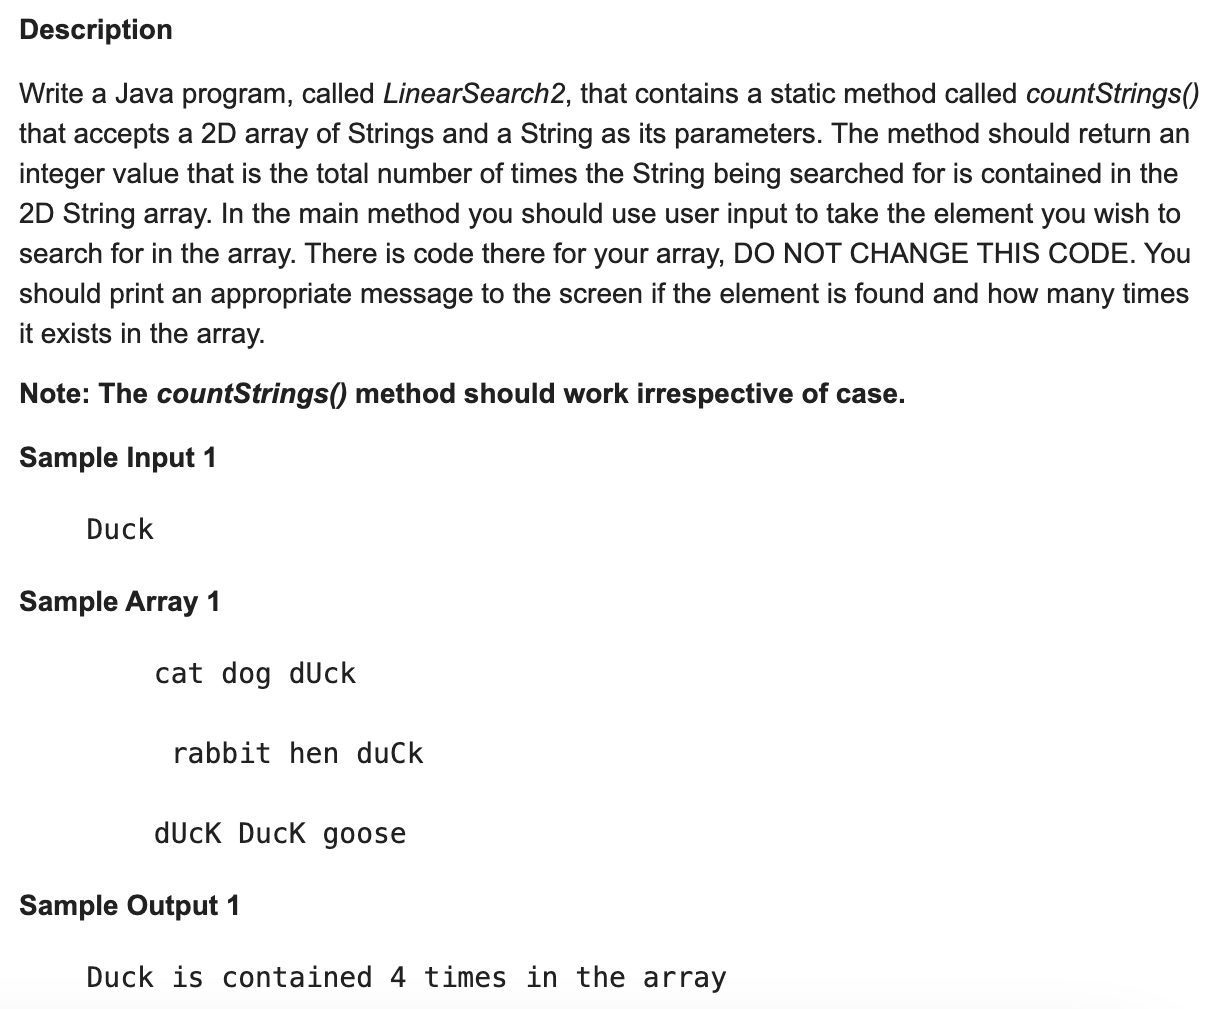 Description
Write a Java program, called LinearSearch2, that contains a static method called countStrings()
that accepts a 2D array of Strings and a String as its parameters. The method should return an
integer value that is the total number of times the String being searched for is contained in the
2D String array. In the main method you should use user input to take the element you wish to
search for in the array. There is code there for your array, DO NOT CHANGE THIS CODE. You
should print an appropriate message to the screen if the element is found and how many times
it exists in the array.
Note: The countStrings() method should work irrespective of case.
Sample Input 1
Duck
Sample Array 1
cat dog dUck
rabbit hen duCk
dUcK DucK goose
Sample Output 1
Duck is contained 4 times in the array